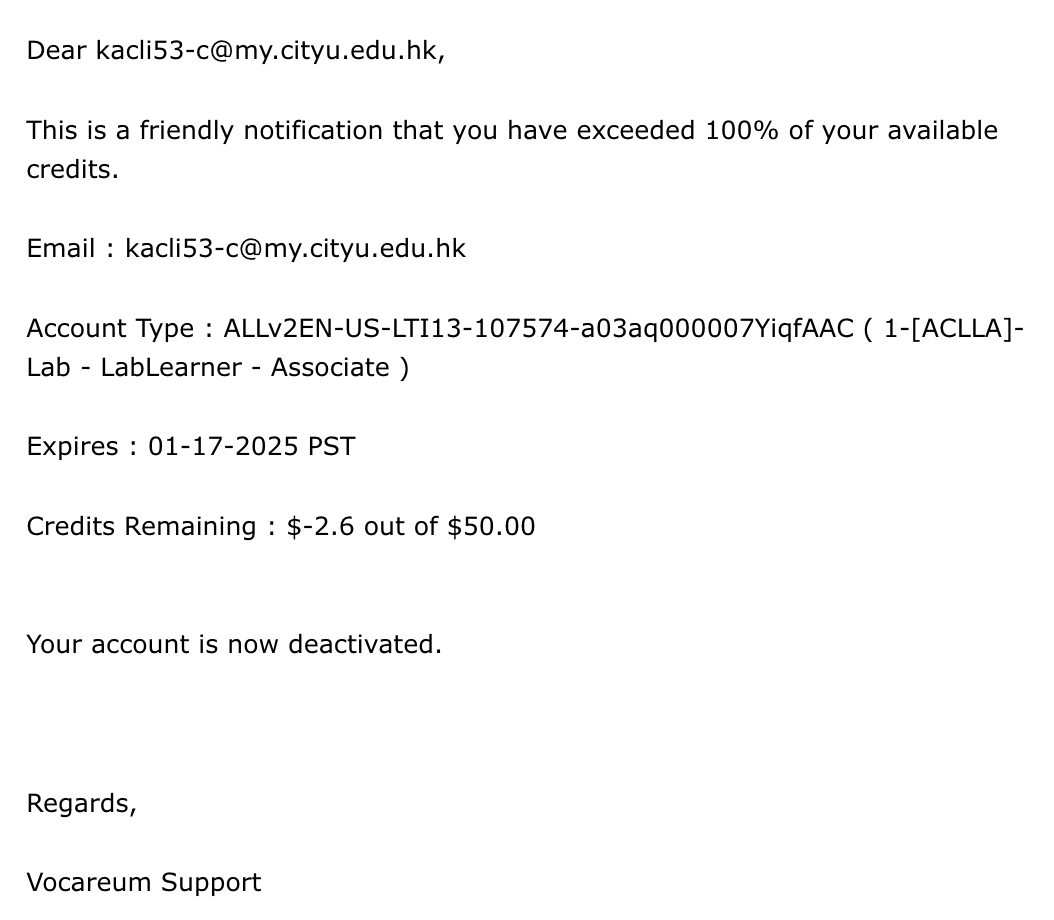 Dear kacli53-c@my.cityu.edu.hk,
This is a friendly notification that you have exceeded 100% of your available
credits.
Email : kacli53-c@my.cityu.edu.hk
Account Type : ALLv2EN-US-LTI13-107574-a03aq000007YiqfAAC ( 1-[ACLLA]-
Lab - LabLearner - Associate )
Expires : 01-17-2025 PST
Credits Remaining : $-2.6 out of $50.00
Your account is now deactivated.
Regards,
Vocareum Support